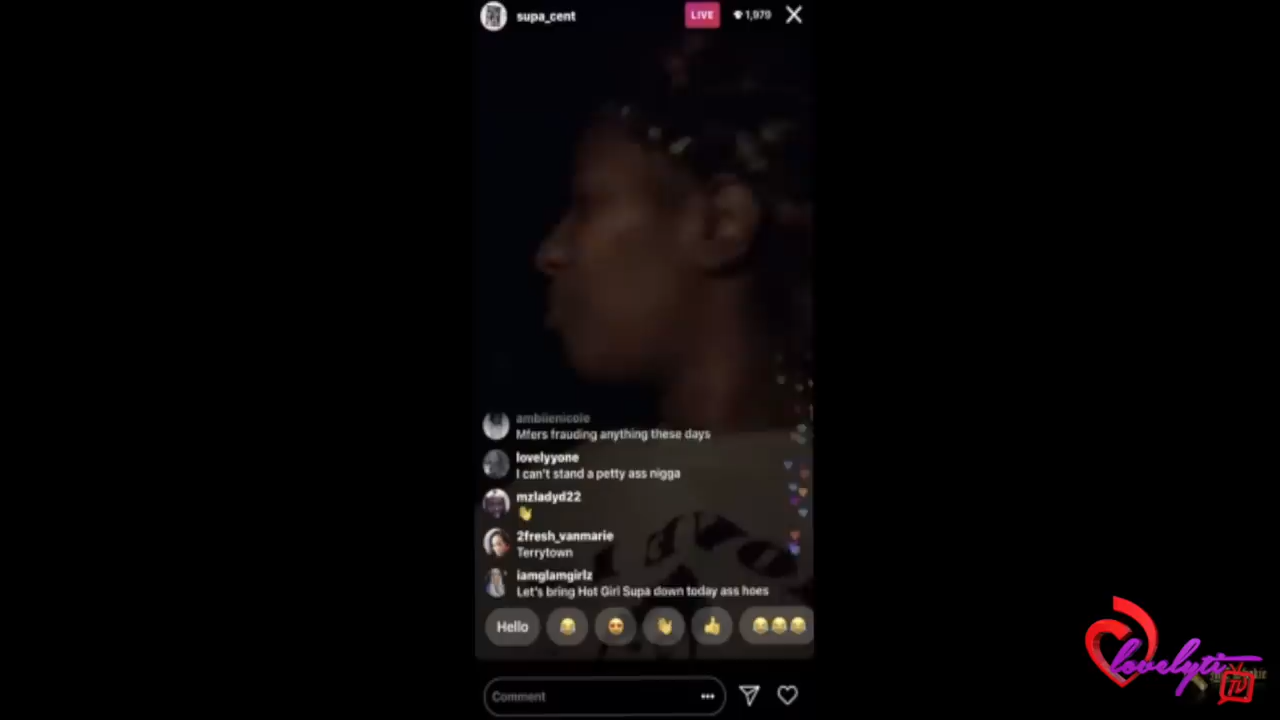 supa_cent
LIVE
1,979
ambiienicole
Mfers frauding anything these days
lovelyyone
I can't stand a petty ass nigga
mzladyd22
2fresh_vanmarie
Terrytown
iamglamgirlz
Let's bring Hot Girl Supa down today ass hoes
Hello
Comment
lovelyti
TV